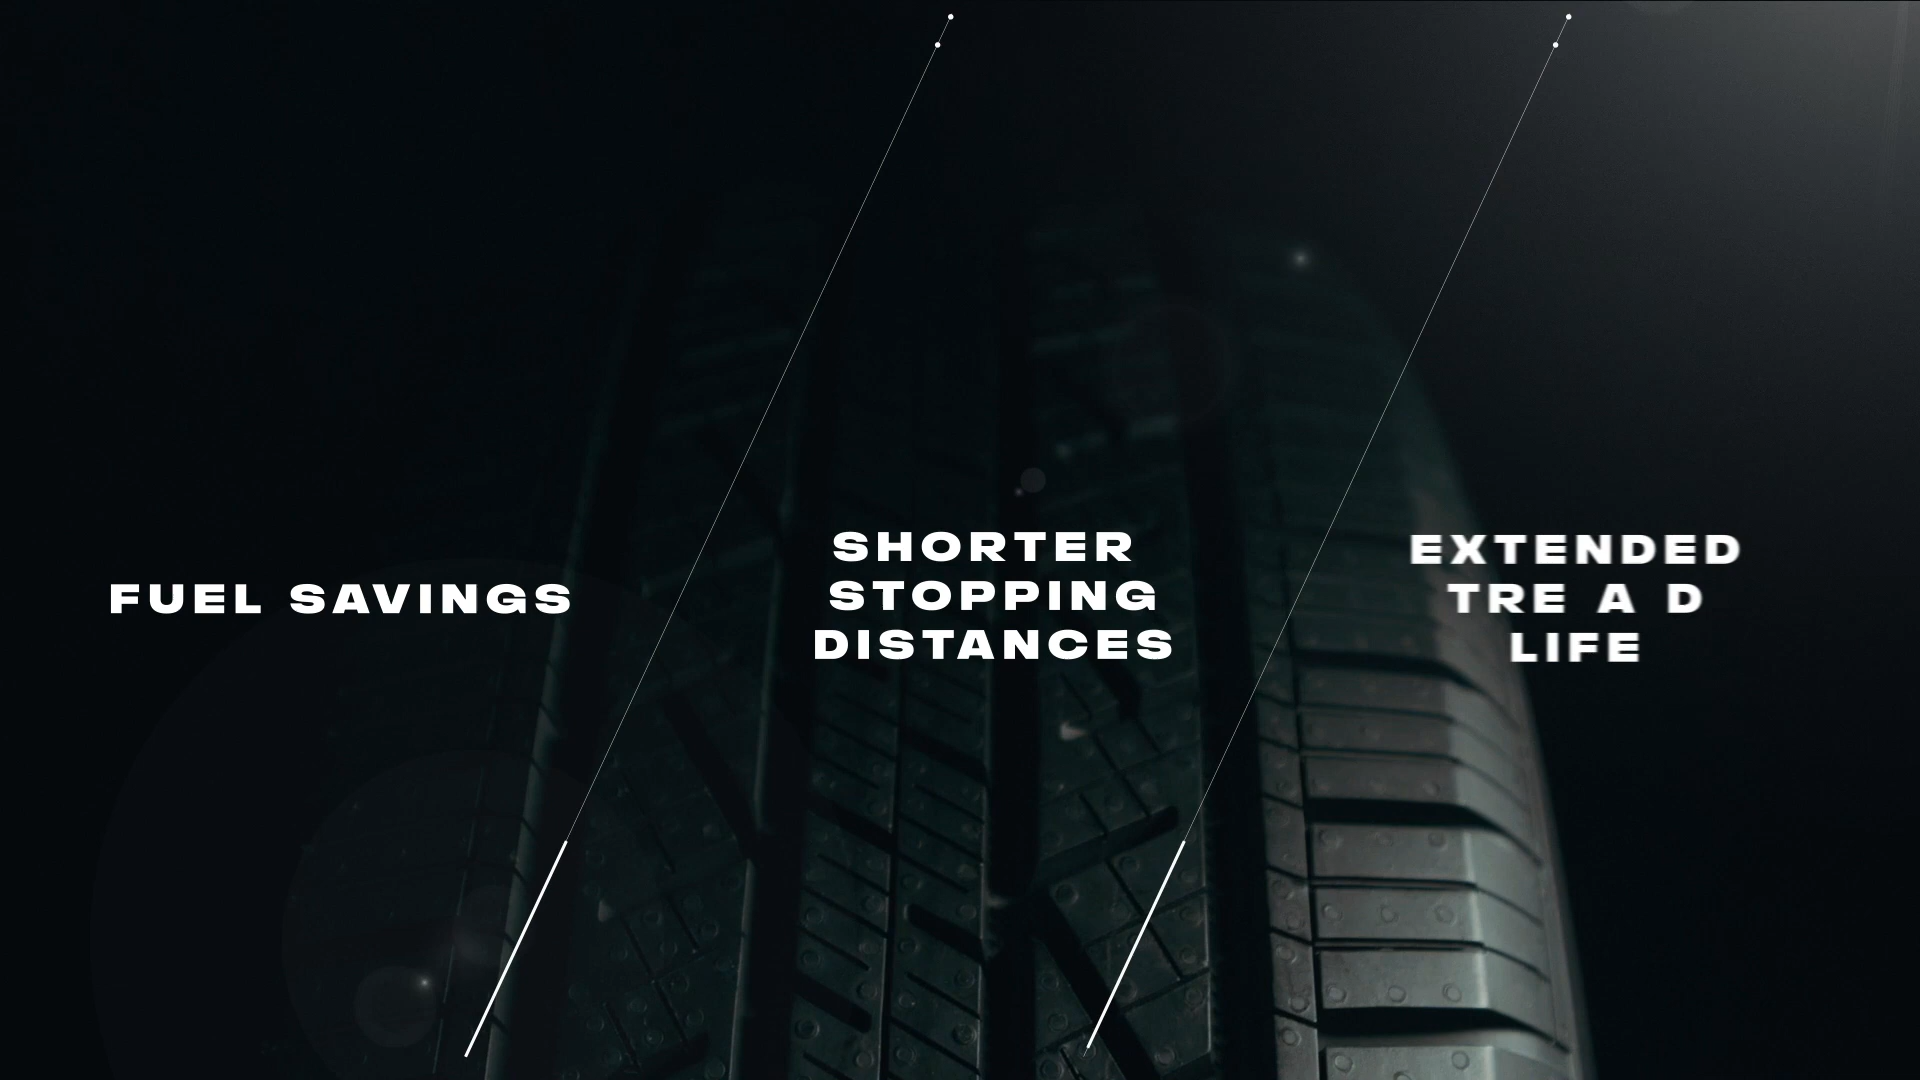 FUEL SAVINGS
SHORTER
STOPPING
DISTANCES
EXTENDED
TRE A D
LIFE